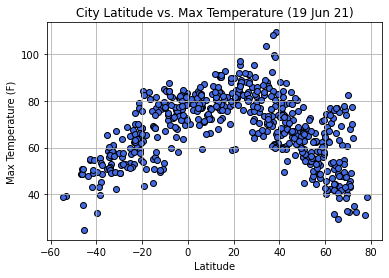 City Latitude vs. Max Temperature (19 Jun 21)
Max Temperature (F)
100
80
60
40
−60 −40 −20 0 20 40 60 80
Latitude